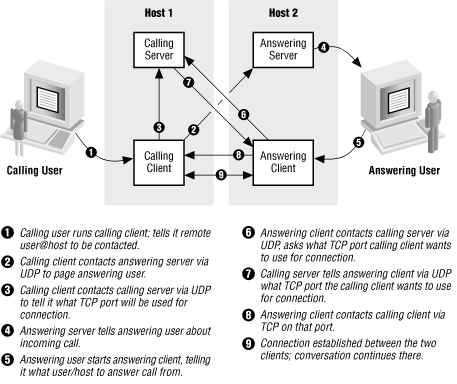 Host 1
Host 2
Calling
Server
Answering
Server
4
7
6
3
2
1
Calling
Client
8
9
Answering
Client
5
Calling User
Answering User
1 Calling user runs calling client; tells it remote
user@host to be contacted.
2 Calling client contacts answering server via
UDP to page answering user.
3 Calling client contacts calling server via UDP
to tell it what TCP port will be used for
connection.
4 Answering server tells answering user about
incoming call.
5 Answering user starts answering client, telling
it what user/host to answer call from.
6 Answering client contacts calling server via
UDP, asks what TCP port calling client wants
to use for connection.
7 Calling server tells answering client via UDP
what TCP port the calling client wants to use
for connection.
8 Answering client contacts calling client via
TCP on that port.
9 Connection established between the two
clients; conversation continues there.